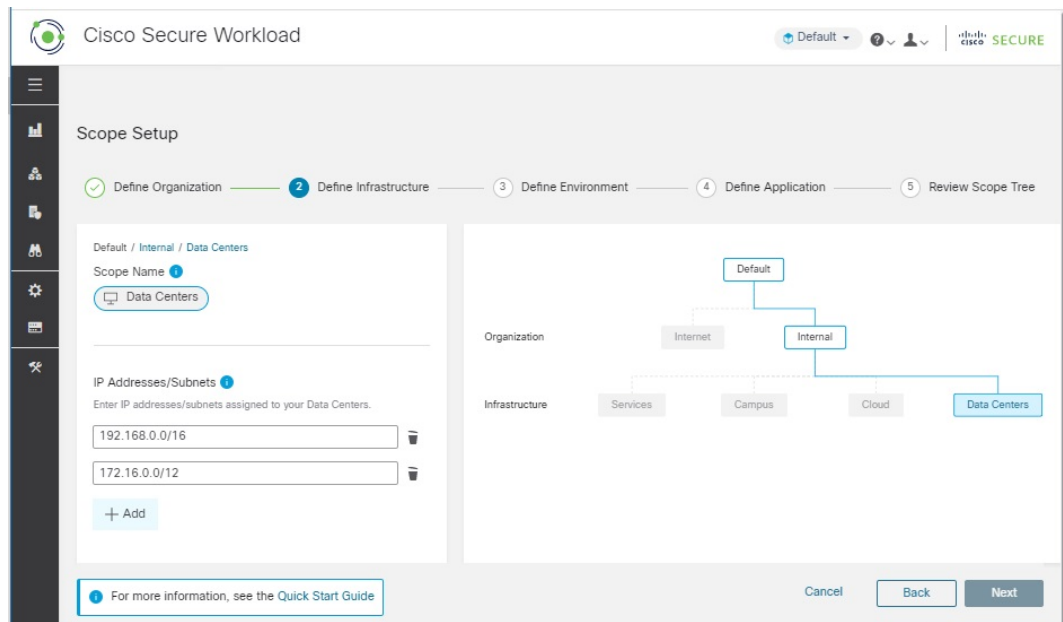 Cisco Secure Workload
Default
cisco SECURE
Scope Setup
Define Organization
2 Define Infrastructure
3 Define Environment
4 Define Application
5 Review Scope Tree
Default / Internal / Data Centers
Scope Name
Data Centers
IP Addresses/Subnets
Enter IP addresses/subnets assigned to your Data Centers.
192.168.0.0/16
172.16.0.0/12
+ Add
Default
Organization
Internet
Internal
Infrastructure
Services
Campus
Cloud
Data Centers
For more information, see the Quick Start Guide
Cancel
Back
Next